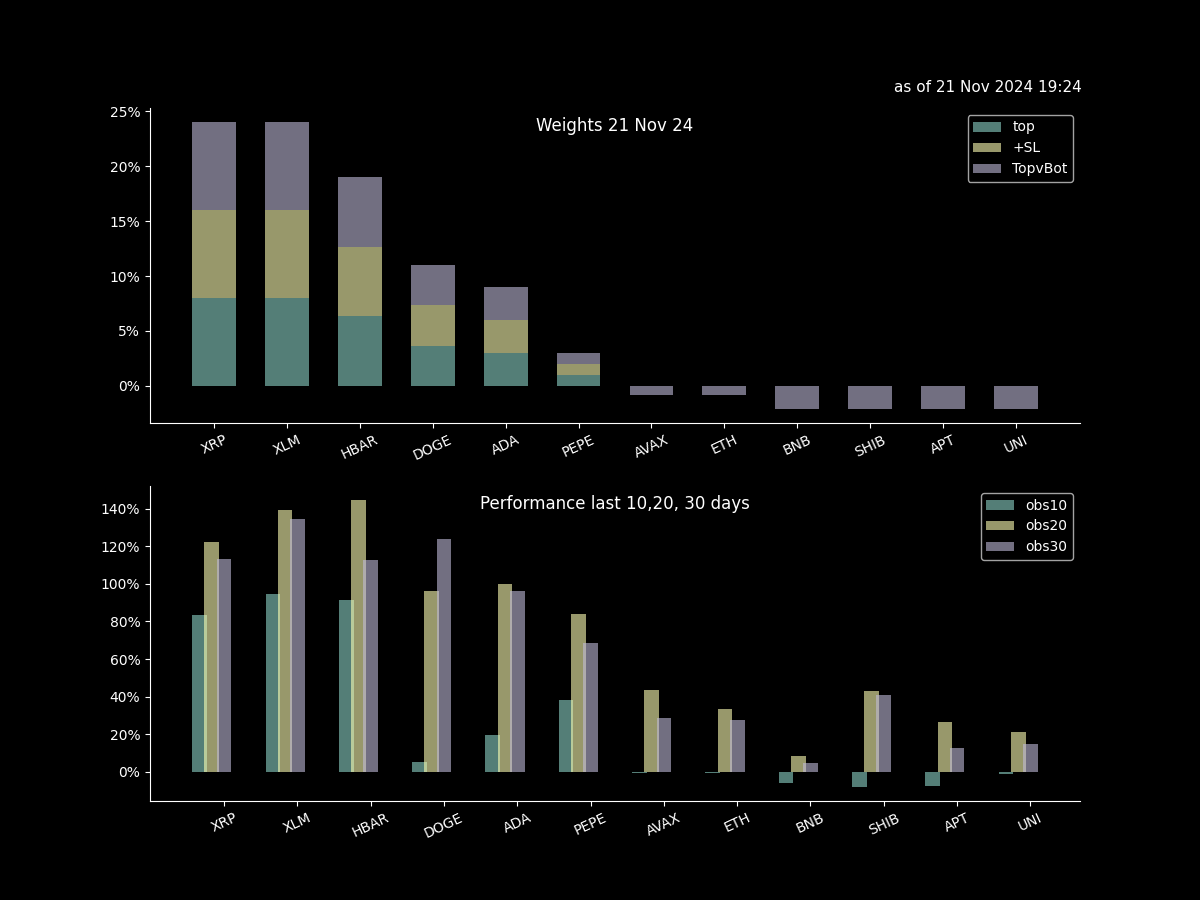 as of 21 Nov 2024 19:24
Weights 21 Nov 24
top
+SL
TopvBot
25%
20%
15%
10%
5%
0%
XRP XLM HBAR DOGE ADA PEPE AVAX ETH BNB SHIB APT UNI
Performance last 10,20, 30 days
obs10
obs20
obs30
140%
120%
100%
80%
60%
40%
20%
0%
XRP XLM HBAR DOGE ADA PEPE AVAX ETH BNB SHIB APT UNI